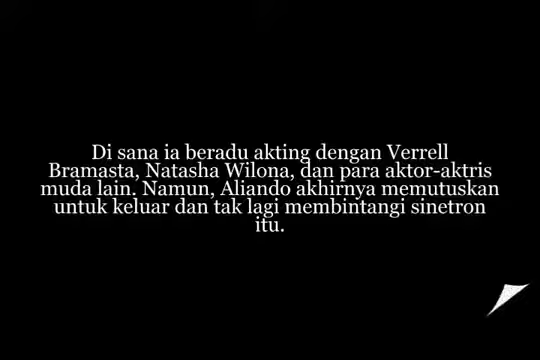 Di sana ia beradu akting dengan Verrell
Bramasta, Natasha Wilona, dan para aktor-aktris
muda lain. Namun, Aliando akhirnya memutuskan
untuk keluar dan tak lagi membintangi sinetron
itu.